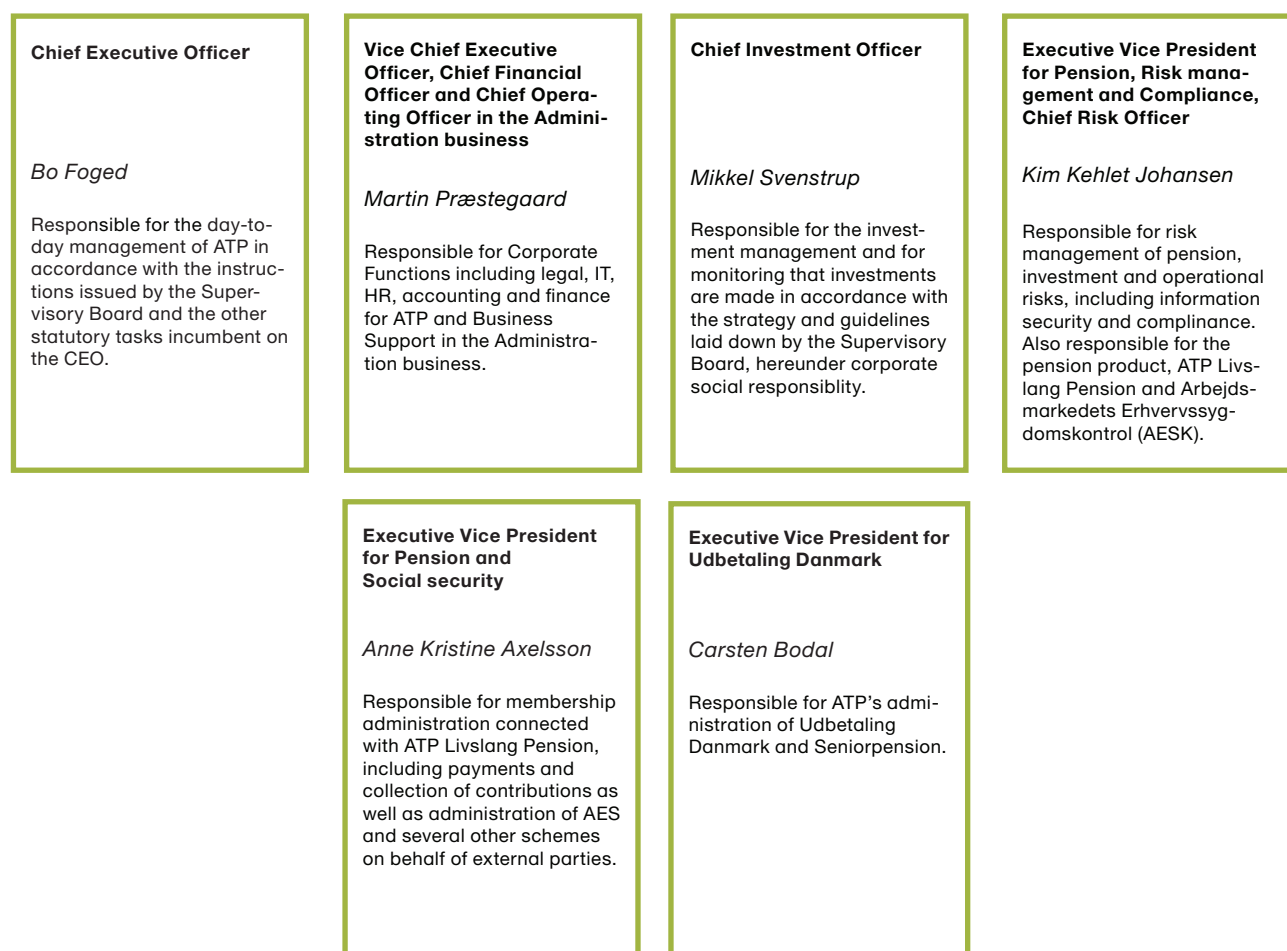 Chief Executive Officer
Bo Foged
Responsible for the day-to-
day management of ATP in
accordance with the instruc-
tions issued by the Super-
visory Board and the other
statutory tasks incumbent on
the CEO.
Vice Chief Executive
Officer, Chief Financial
Officer and Chief Opera-
ting Officer in the Admini-
stration business
Martin Præstegaard
Responsible for Corporate
Functions including legal, IT,
HR, accounting and finance
for ATP and Business
Support in the Administra-
tion business.
Chief Investment Officer
Mikkel Svenstrup
Responsible for the invest-
ment management and for
monitoring that investments
are made in accordance with
the strategy and guidelines
laid down by the Supervisory
Board, hereunder corporate
social responsiblity.
Executive Vice President
for Pension, Risk mana-
gement and Compliance,
Chief Risk Officer
Kim Kehlet Johansen
Responsible for risk
management of pension,
investment and operational
risks, including information
security and complinance.
Also responsible for the
pension product, ATP Livs-
lang Pension and Arbejds-
markedets Erhvervssyg-
domskontrol (AESK).
Executive Vice President
for Pension and
Social security
Anne Kristine Axelsson
Responsible for membership
administration connected
with ATP Livslang Pension,
including payments and
collection of contributions as
well as administration of AES
and several other schemes
on behalf of external parties.
Executive Vice President for
Udbetaling Danmark
Carsten Bodal
Responsible for ATP's admi-
nistration of Udbetaling
Danmark and Seniorpension.